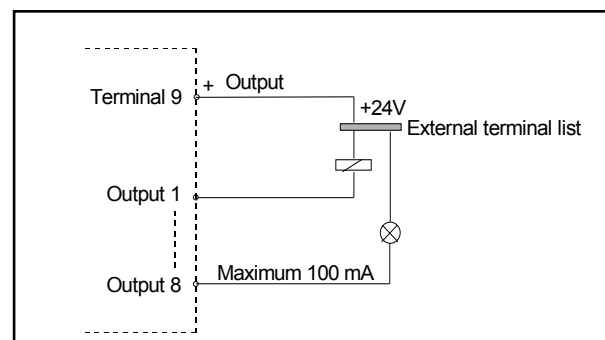 + Output
Terminal 9
+24V
External terminal list
Output 1
Maximum 100 mA
Output 8